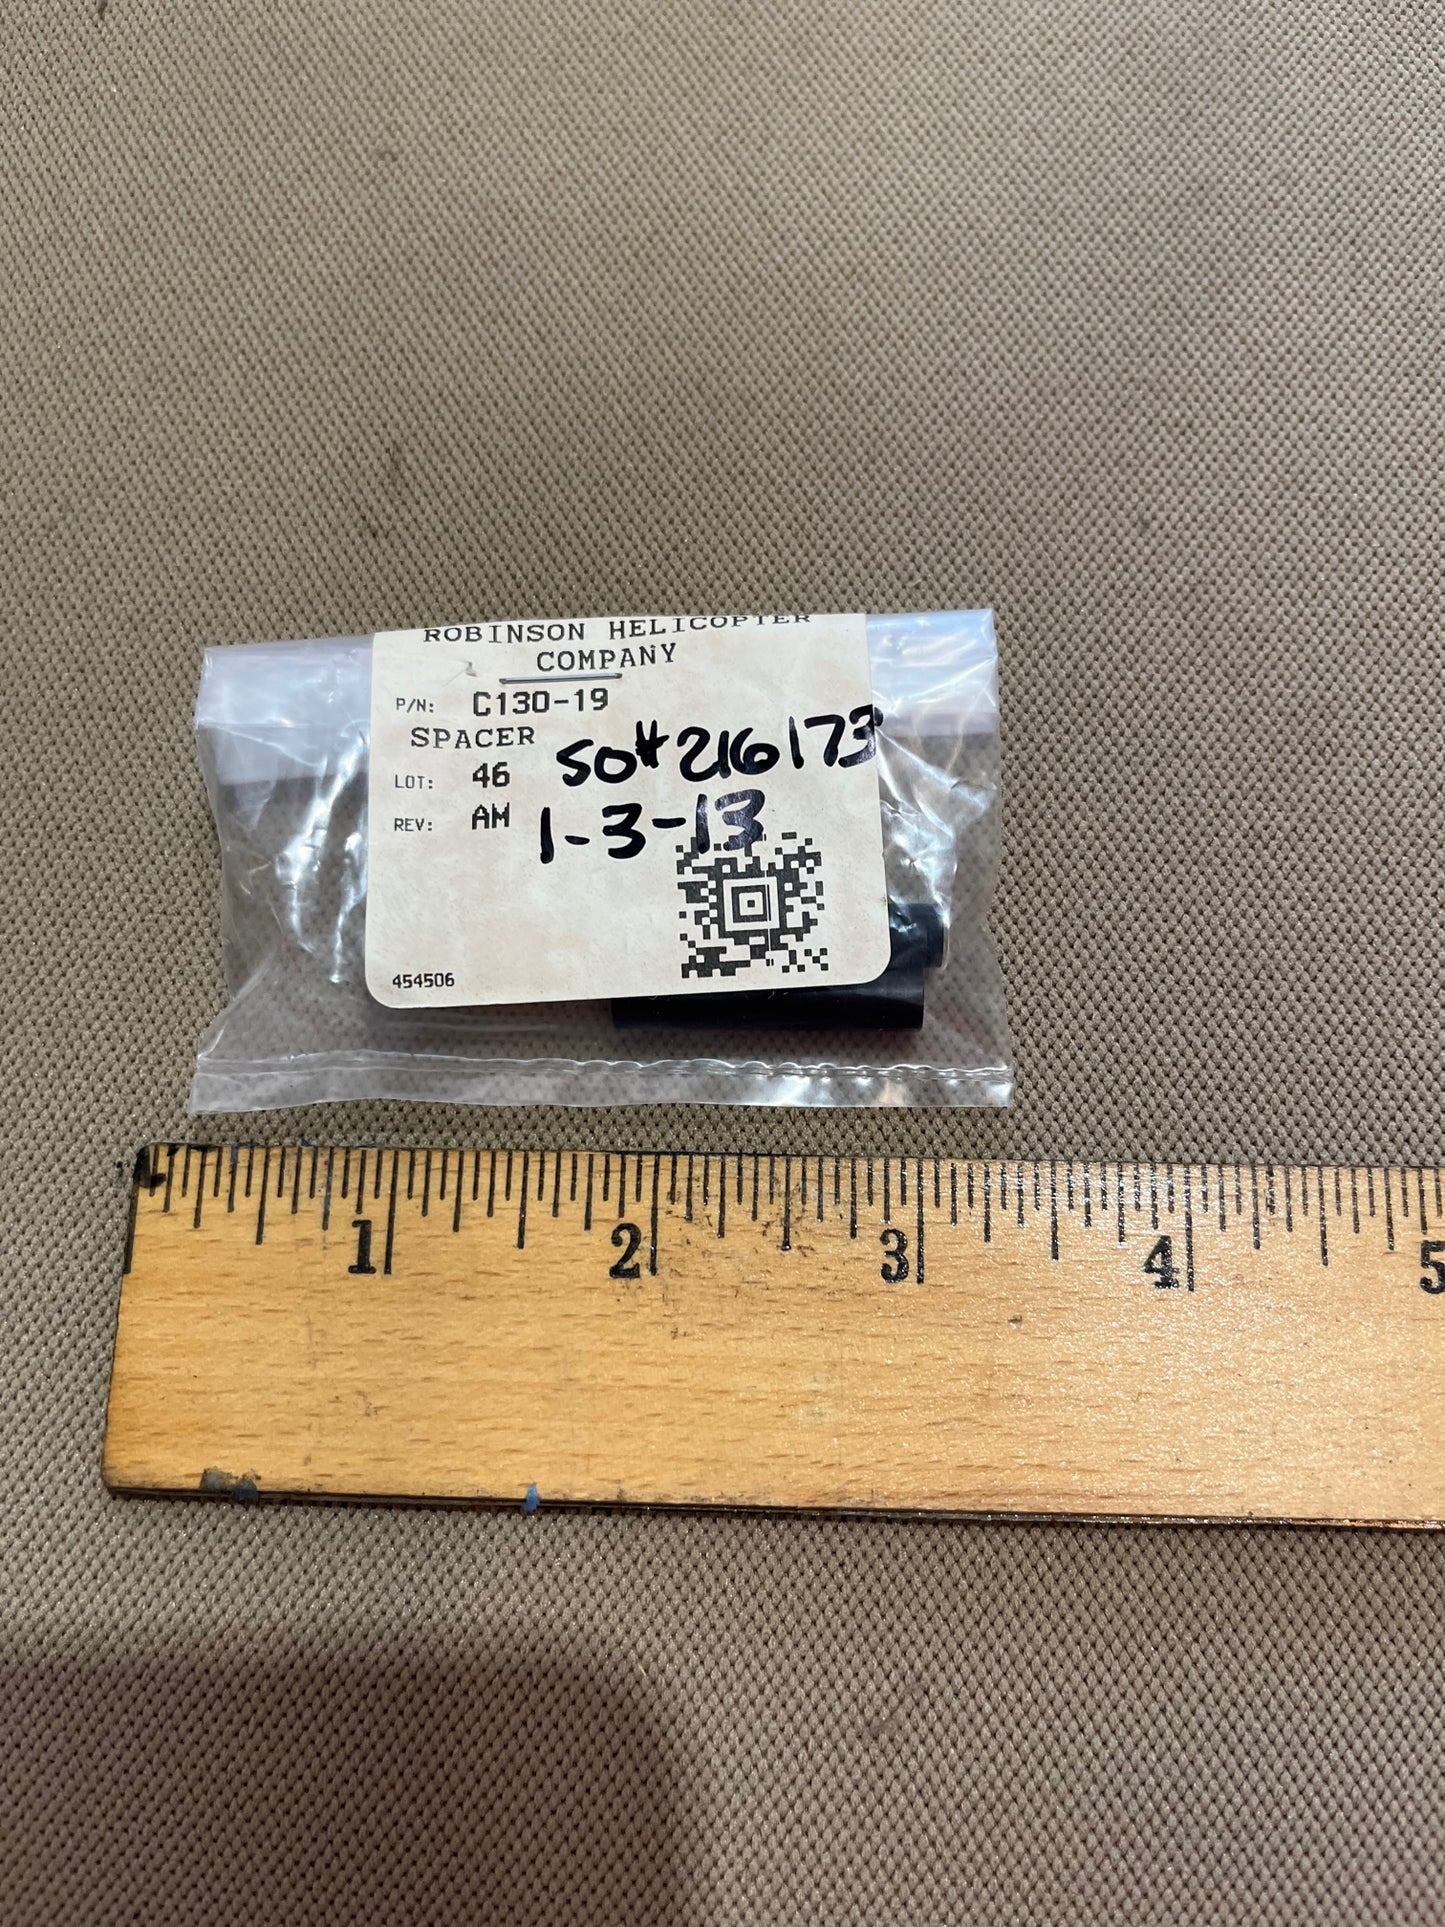 ROBINSON HELICOPTER
COMPANY
P/N: C130-19
SPACER
SO# 216173
LOT: 46
1-3-13
REV: AM
454506
1 2 3 4 5